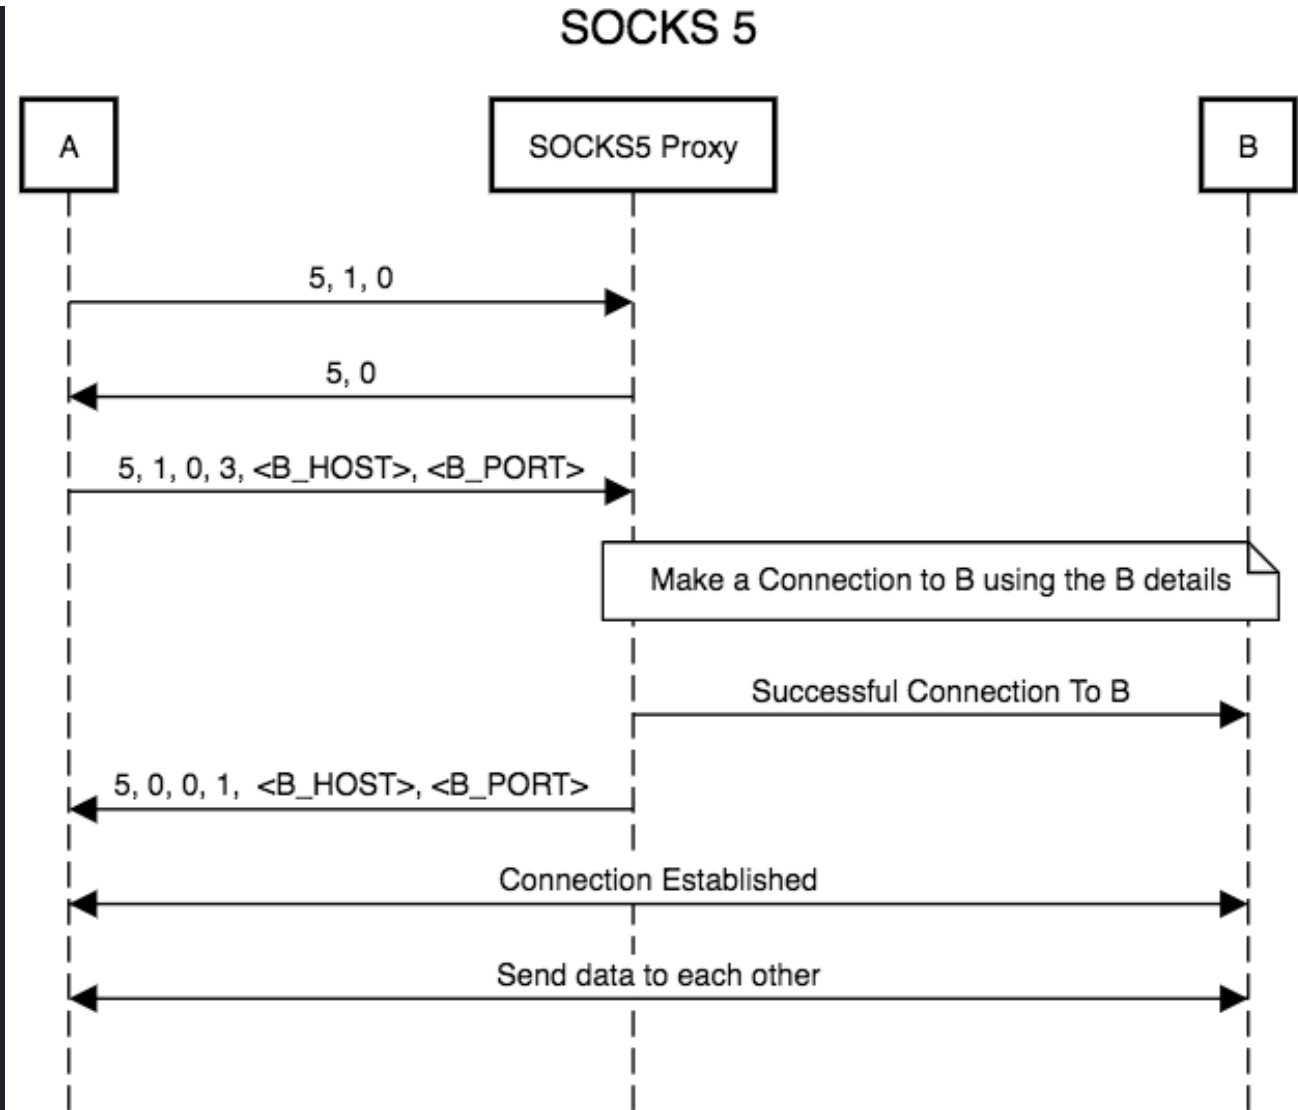 SOCKS 5
A
SOCKS5 Proxy
B
5, 1, 0
5, 0
5, 1, 0, 3, <B_HOST>, <B_PORT>
Make a Connection to B using the B details
Successful Connection To B
5, 0, 0, 1,  <B_HOST>, <B_PORT>
Connection Established
Send data to each other